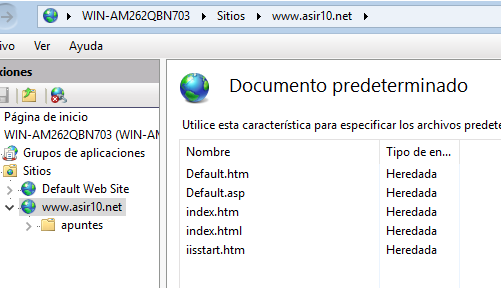 WIN-AM262QBN703 Sitios www.asir10.net
Ver Ayuda
Página de inicio
WIN-AM262QBN703 (WIN-AM
Grupos de aplicaciones
Sitios
Default Web Site
www.asir10.net
apuntes
Documento predeterminado
Utilice esta característica para especificar los archivos predete
Nombre Tipo de en...
Default.htm Heredada
Default.asp Heredada
index.htm Heredada
index.html Heredada
iisstart.htm Heredada